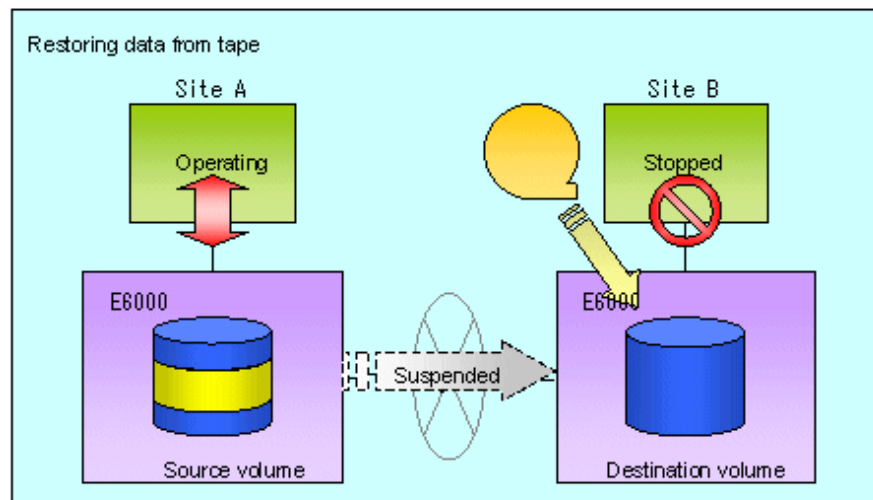 Restoring data from tape
Site A
Site B
Operating
Stopped
E6000
E6000
Suspended
Source volume
Destination volume